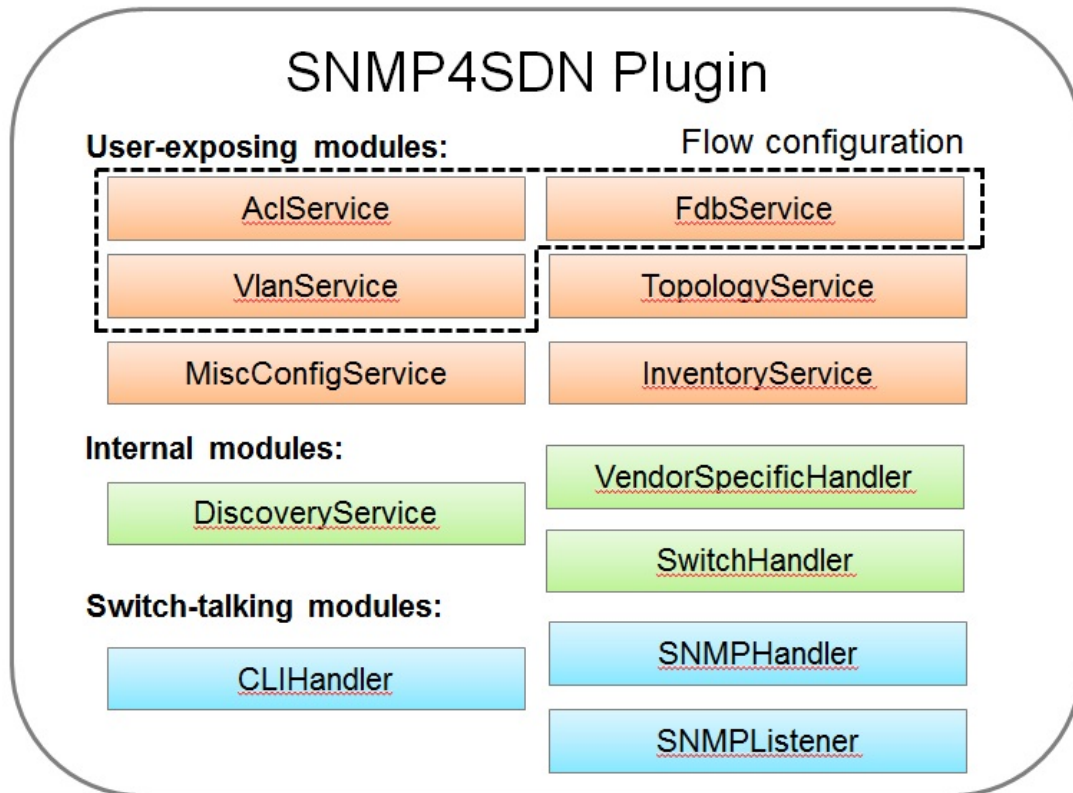 SNMP4SDN Plugin
User-exposing modules:
Flow configuration
AclService
FdbService
VlanService
TopologyService
MiscConfigService
InventoryService
Internal modules:
VendorSpecificHandler
DiscoveryService
SwitchHandler
Switch-talking modules:
SNMPHandler
CLIHandler
SNMPListener